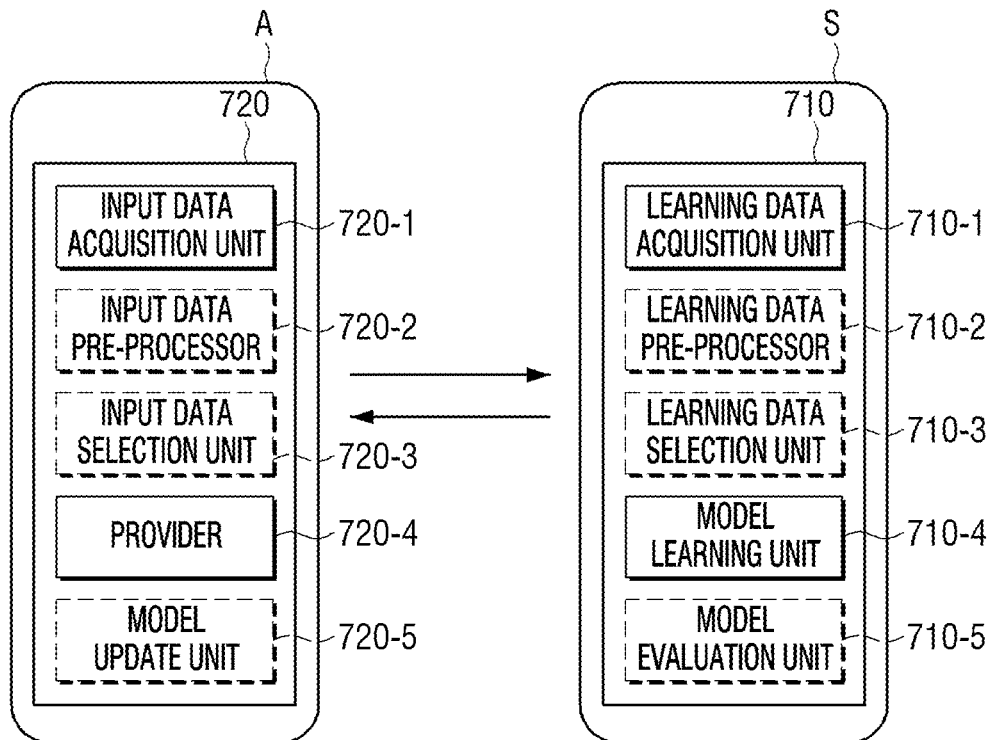 A
720
INPUT DATA
ACQUISITION UNIT
720-1
INPUT DATA
PRE-PROCESSOR
720-2
INPUT DATA
SELECTION UNIT
720-3
PROVIDER
720-4
MODEL
UPDATE UNIT
720-5
S
710
LEARNING DATA
ACQUISITION UNIT
710-1
LEARNING DATA
PRE-PROCESSOR
710-2
LEARNING DATA
SELECTION UNIT
710-3
MODEL
LEARNING UNIT
710-4
MODEL
EVALUATION UNIT
710-5